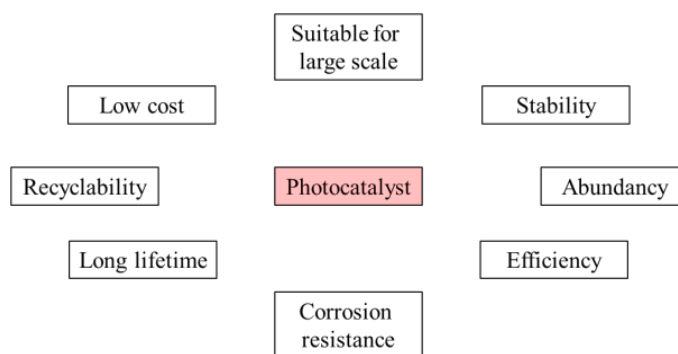 Suitable for
large scale
Low cost
Stability
Recyclability
Photocatalyst
Abundancy
Long lifetime
Efficiency
Corrosion
resistance